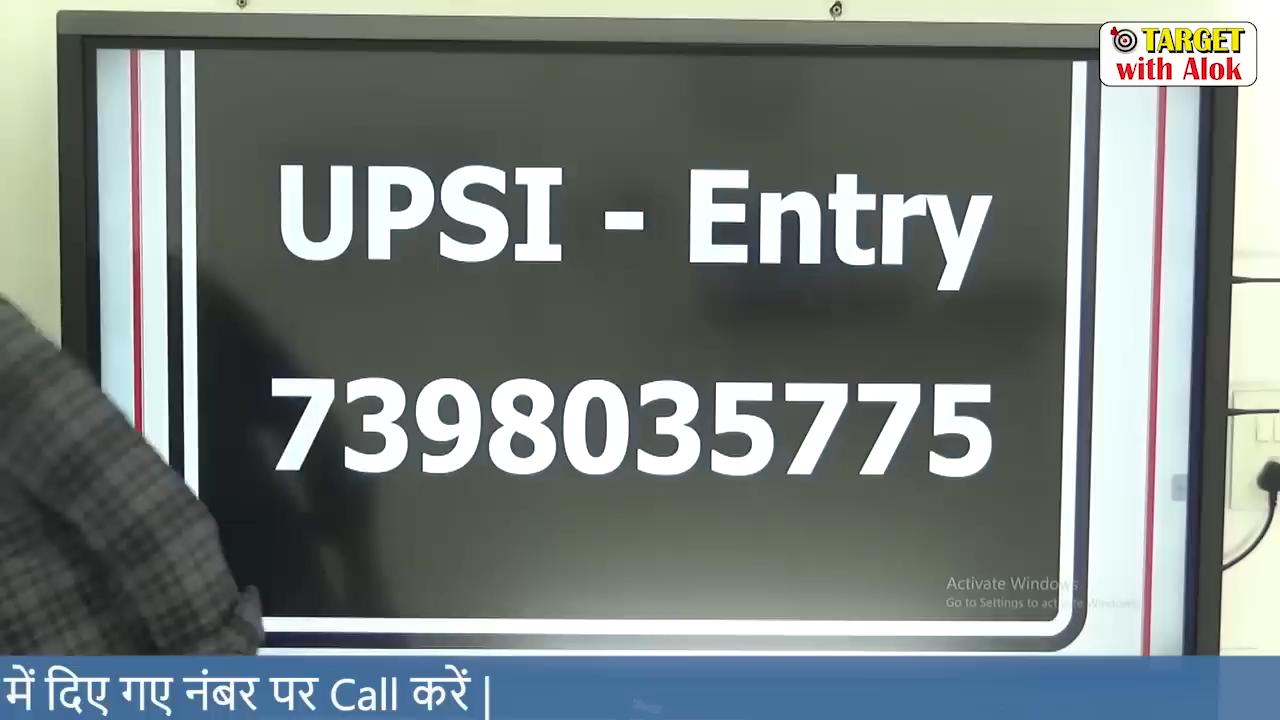 TARGET
with Alok
UPSI - Entry
7398035775
Activate Windows
Go to Settings to activate Windows.
में दिए गए नंबर पर Call करें |